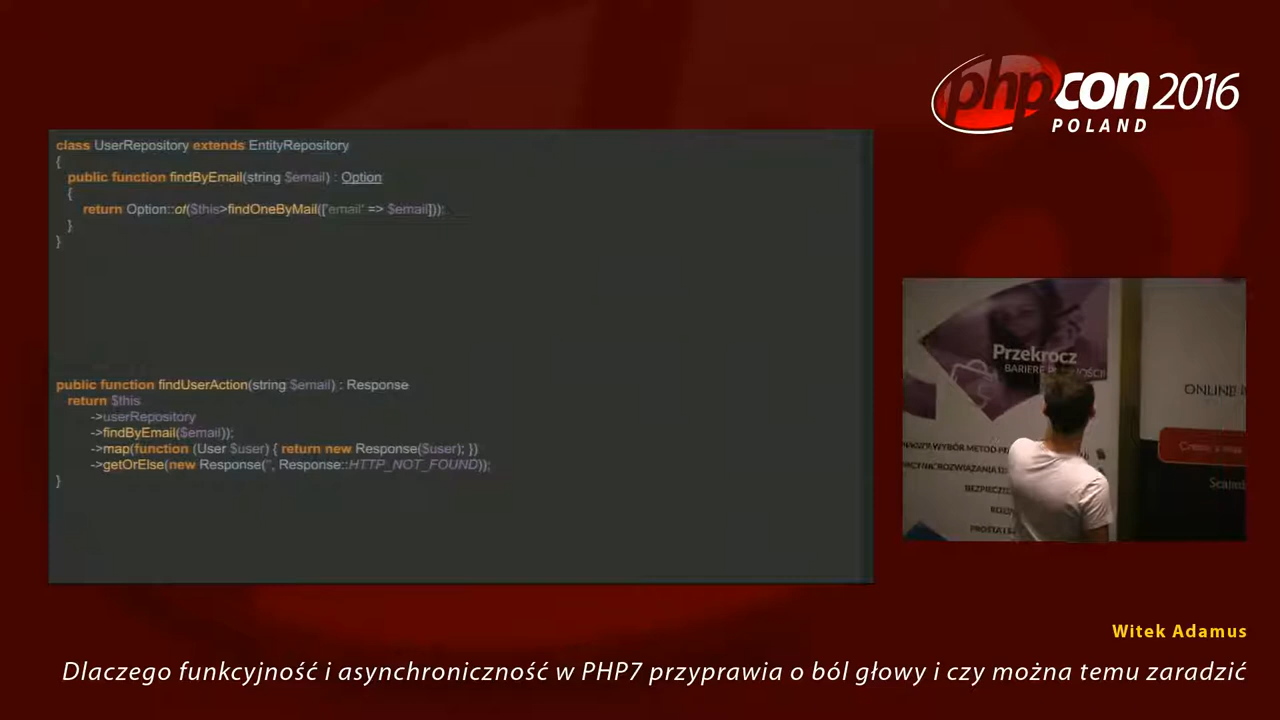 phpcon 2016
POLAND
class UserRepository extends EntityRepository
{
public function findByEmail(string $email) : Option
{
return Option::of($this>findOneByMail(["email" => $email]));
}
}
public function findUserAction(string $email) : Response
return $this
->userRepository
->findByEmail($email));
->map(function (User $user) { return new Response($user); })
->getOrElse(new Response('', Response::HTTP_NOT_FOUND));
}
Przekrocz
BARIERĘ
ONLINE
Witek Adamus
Dlaczego funkcyjność i asynchroniczność w PHP7 przyprawia o ból głowy i czy można temu zaradzić